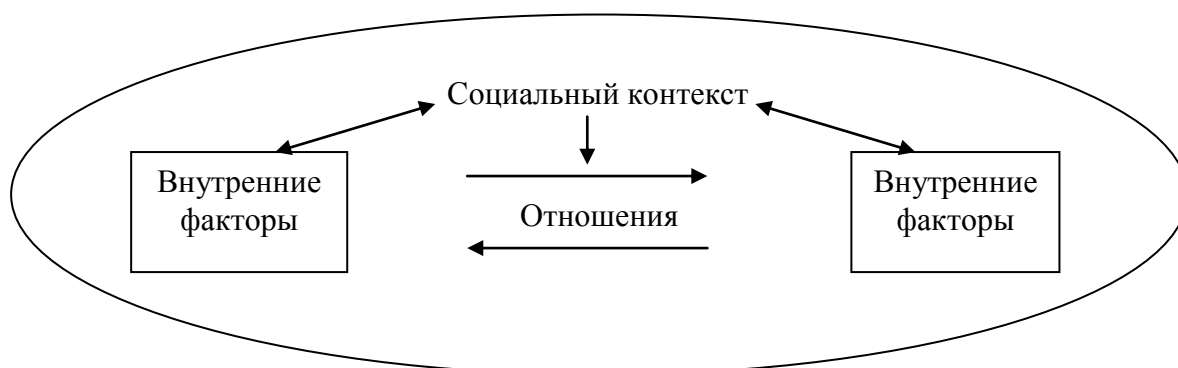 Социальный контекст
Внутренние
факторы
Отношения
Внутренние
факторы